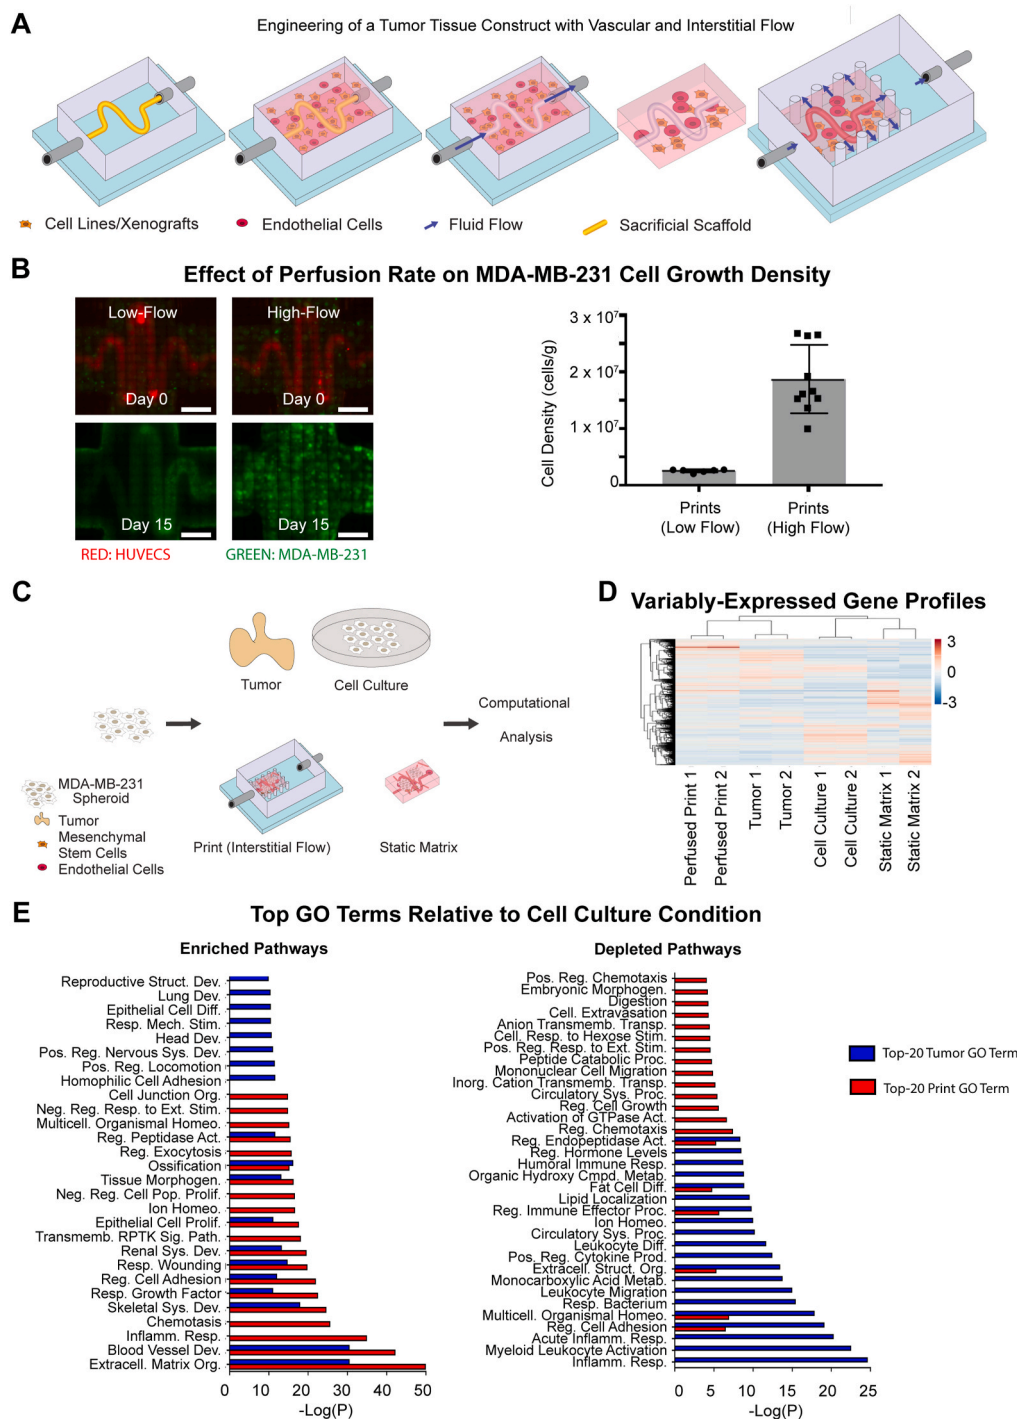 A
Engineering of a Tumor Tissue Construct with Vascular and Interstitial Flow
Cell Lines/Xenografts
Endothelial Cells
Fluid Flow
Sacrificial Scaffold
B
Effect of Perfusion Rate on MDA-MB-231 Cell Growth Density
Low-Flow
High-Flow
Day 0
Day 0
Day 15
Day 15
RED: HUVECS
GREEN: MDA-MB-231
Cell Density (cells/g)
3 x 10⁷
2 x 10⁷
1 x 10⁷
0
Prints
(Low Flow)
Prints
(High Flow)
C
Tumor
Cell Culture
Computational
Analysis
MDA-MB-231
Spheroid
Tumor
Mesenchymal
Stem Cells
Endothelial Cells
Print (Interstitial Flow)
Static Matrix
D
Variably-Expressed Gene Profiles
3
0
-3
Perfused Print 1
Perfused Print 2
Tumor 1
Tumor 2
Cell Culture 1
Cell Culture 2
Static Matrix 1
Static Matrix 2
E
Top GO Terms Relative to Cell Culture Condition
Enriched Pathways
Reproductive Struct. Dev.
Lung Dev.
Epithelial Cell Diff.
Resp. Mech. Stim.
Head Dev.
Pos. Reg. Nervous Sys. Dev.
Pos. Reg. Locomotion
Homophilic Cell Adhesion
Cell Junction Org.
Neg. Reg. Resp. to Ext. Stim.
Multicell. Organismal Homeo.
Reg. Peptidase Act.
Reg. Exocytosis
Ossification
Tissue Morphogen.
Neg. Reg. Cell Pop. Prolif.
Ion Homeo.
Epithelial Cell Prolif.
Transmemb. RPTK Sig. Path.
Renal Sys. Dev.
Resp. Wounding
Reg. Cell Adhesion
Resp. Growth Factor
Skeletal Sys. Dev.
Chemotasis
Inflamm. Resp.
Blood Vessel Dev.
Extracell. Matrix Org.
0 10 20 30 40 50
-Log(P)
Depleted Pathways
Pos. Reg. Chemotaxis
Embryonic Morphogen.
Digestion
Cell. Extravasation
Anion Transmemb. Transp.
Cell. Resp. to Hexose Stim.
Pos. Reg. Resp. to Ext. Stim.
Peptide Catabolic Proc.
Mononuclear Cell Migration
Inorg. Cation Transmemb. Transp.
Circulatory Sys. Proc.
Reg. Cell Growth
Activation of GTPase Act.
Reg. Chemotaxis
Reg. Endopeptidase Act.
Reg. Hormone Levels
Humoral Immune Resp.
Organic Hydroxy Cmpd. Metab.
Fat Cell Diff.
Lipid Localization
Reg. Immune Effector Proc.
Ion Homeo.
Circulatory Sys. Proc.
Leukocyte Diff.
Pos. Reg. Cytokine Prod.
Extracell. Struct. Org.
Monocarboxylic Acid Metab.
Leukocyte Migration
Resp. Bacterium
Multicell. Organismal Homeo.
Reg. Cell Adhesion
Acute Inflamm. Resp.
Myeloid Leukocyte Activation
Inflamm. Resp.
0 5 10 15 20 25
-Log(P)
Top-20 Tumor GO Term
Top-20 Print GO Term